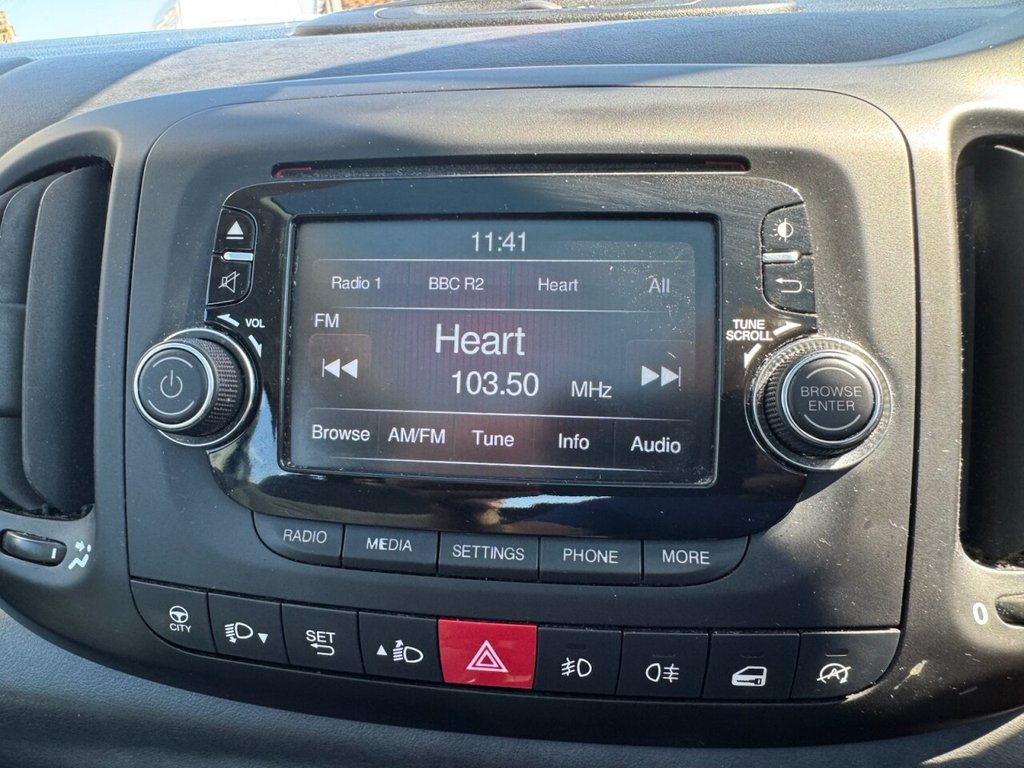 11:41
Radio 1 BBC R2 Heart All
VOL
FM
TUNE
SCROLL
Heart
103.50 MHz
BROWSE
ENTER
Browse AM/FM Tune Info Audio
RADIO MEDIA SETTINGS PHONE MORE
CITY
SET
A
0